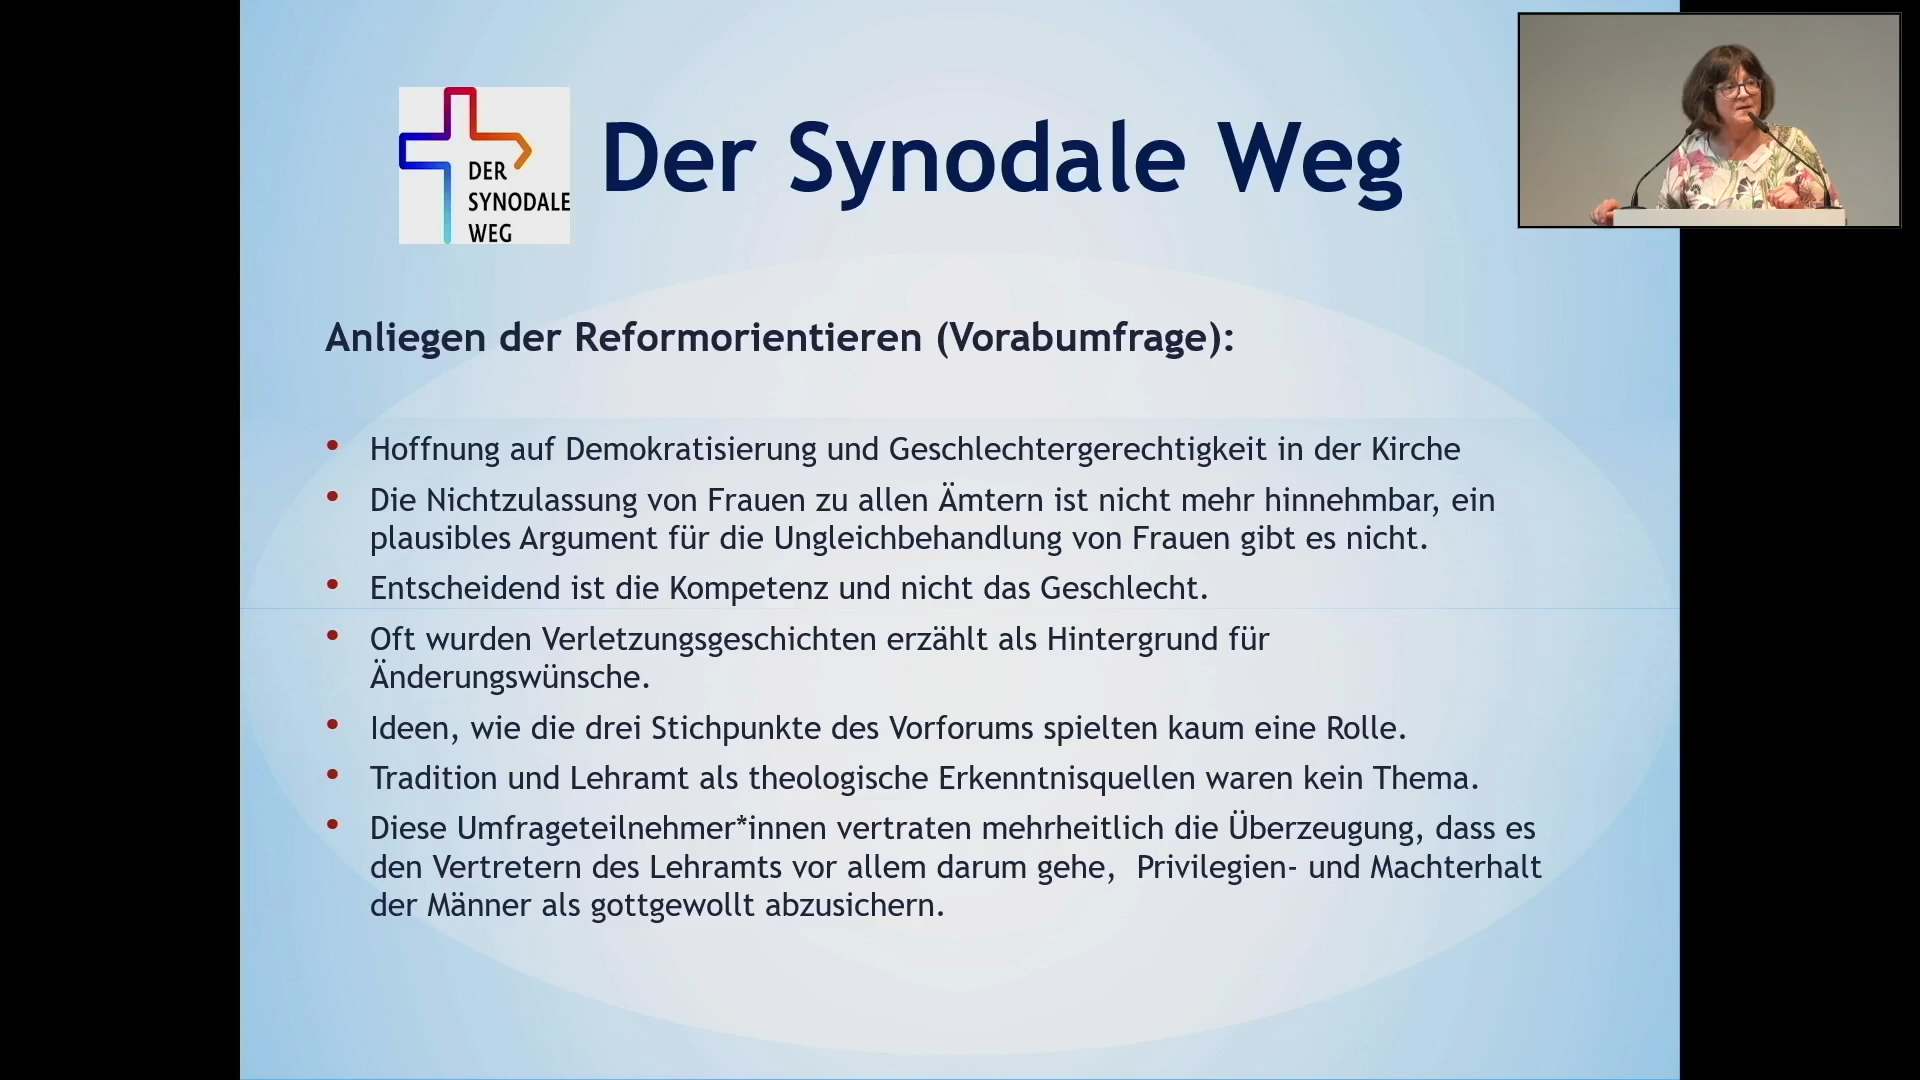 DER
SYNODALE
WEG
Der Synodale Weg
Anliegen der Reformorientieren (Vorabumfrage):
• Hoffnung auf Demokratisierung und Geschlechtergerechtigkeit in der Kirche
• Die Nichtzulassung von Frauen zu allen Ämtern ist nicht mehr hinnehmbar, ein
plausibles Argument für die Ungleichbehandlung von Frauen gibt es nicht.
• Entscheidend ist die Kompetenz und nicht das Geschlecht.
• Oft wurden Verletzungsgeschichten erzählt als Hintergrund für
Änderungswünsche.
• Ideen, wie die drei Stichpunkte des Vorforums spielten kaum eine Rolle.
• Tradition und Lehramt als theologische Erkenntnisquellen waren kein Thema.
• Diese Umfrageteilnehmer*innen vertraten mehrheitlich die Überzeugung, dass es
den Vertretern des Lehramts vor allem darum gehe,  Privilegien- und Machterhalt
der Männer als gottgewollt abzusichern.